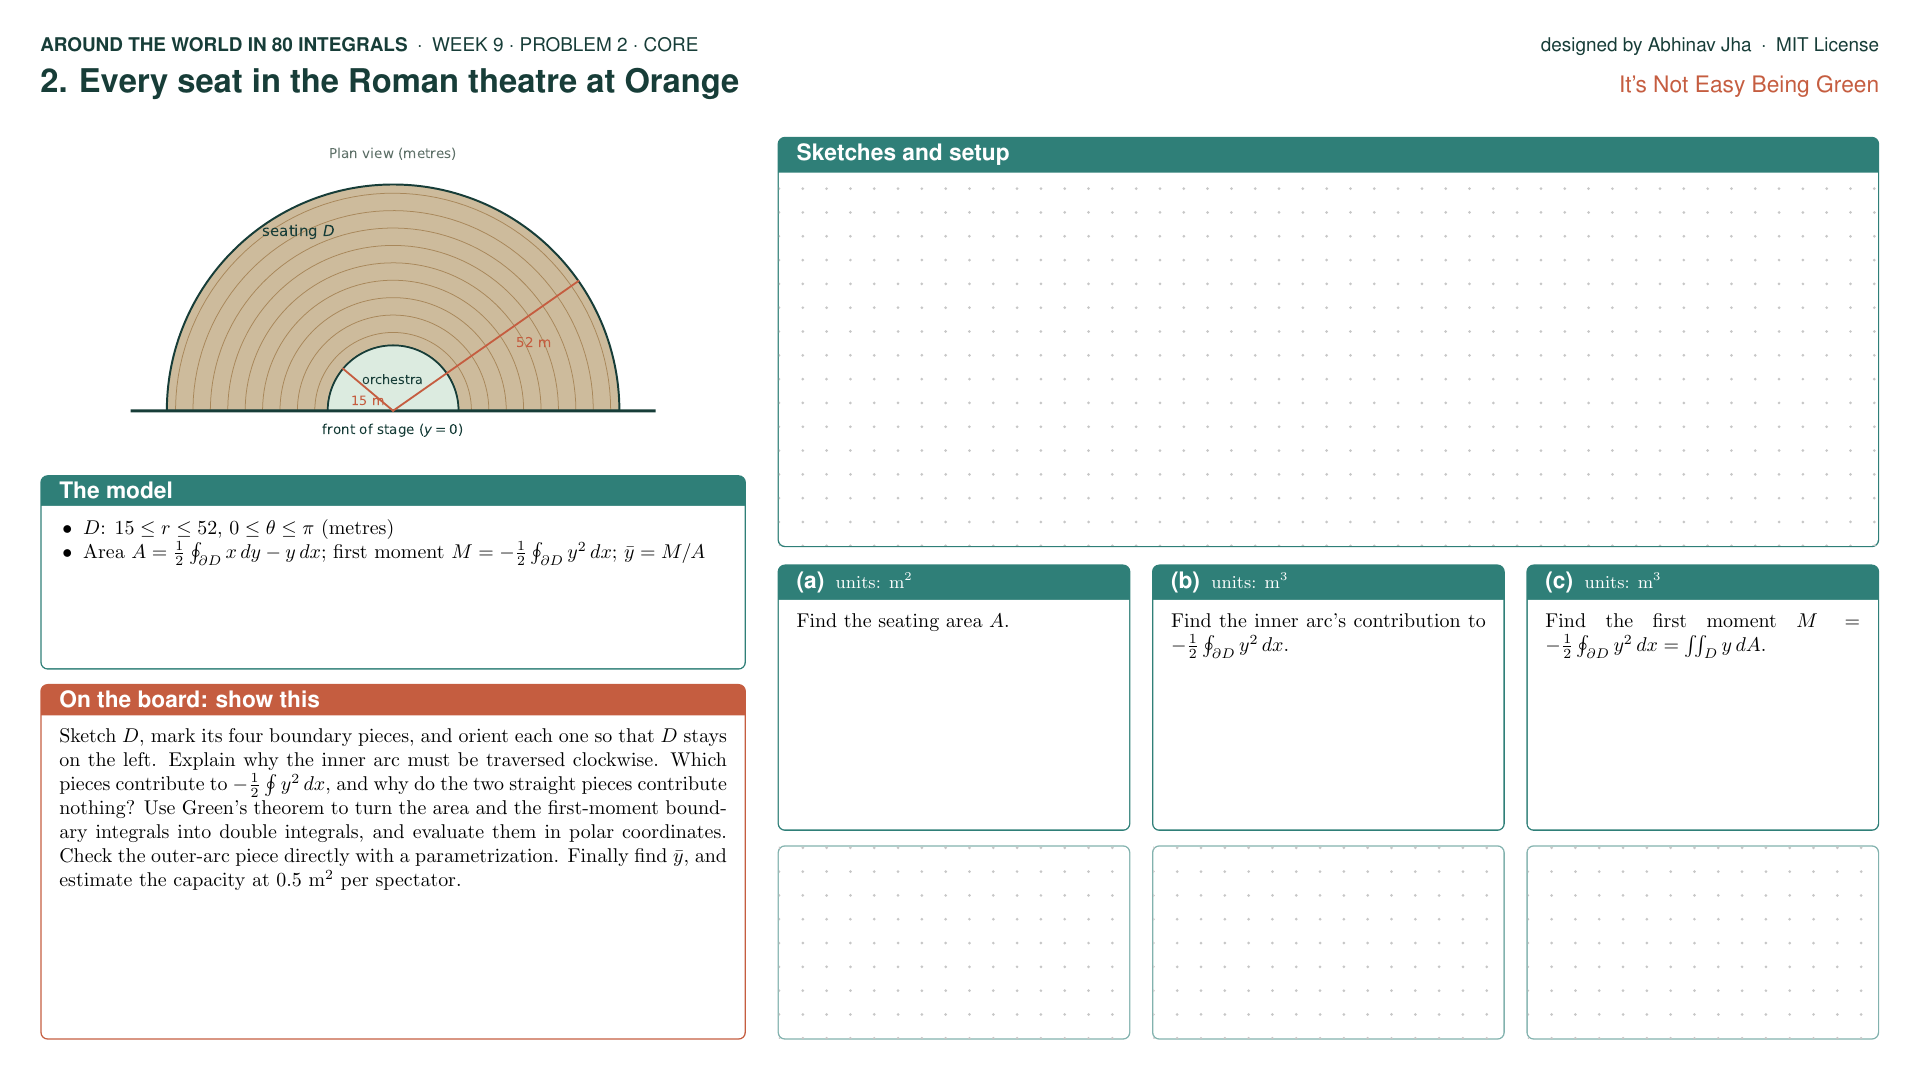 AROUND THE WORLD IN 80 INTEGRALS · WEEK 9 · PROBLEM 2 · CORE
designed by Abhinav Jha · MIT License
2. Every seat in the Roman theatre at Orange
It's Not Easy Being Green
Plan view (metres)
seating D
52 m
orchestra
15 m
front of stage (y = 0)
The model
• D: 15 ≤ r ≤ 52, 0 ≤ θ ≤ π (metres)
• Area A = ½ ∮_{∂D} x dy − y dx; first moment M = −½ ∮_{∂D} y² dx; ȳ = M/A
On the board: show this
Sketch D, mark its four boundary pieces, and orient each one so that D stays
on the left. Explain why the inner arc must be traversed clockwise. Which
pieces contribute to −½ ∮ y² dx, and why do the two straight pieces contribute
nothing? Use Green's theorem to turn the area and the first-moment bound-
ary integrals into double integrals, and evaluate them in polar coordinates.
Check the outer-arc piece directly with a parametrization. Finally find ȳ, and
estimate the capacity at 0.5 m² per spectator.
Sketches and setup
(a) units: m²
Find the seating area A.
(b) units: m³
Find the inner arc's contribution to
−½ ∮_{∂D} y² dx.
(c) units: m³
Find the first moment M =
−½ ∮_{∂D} y² dx = ∬_D y dA.